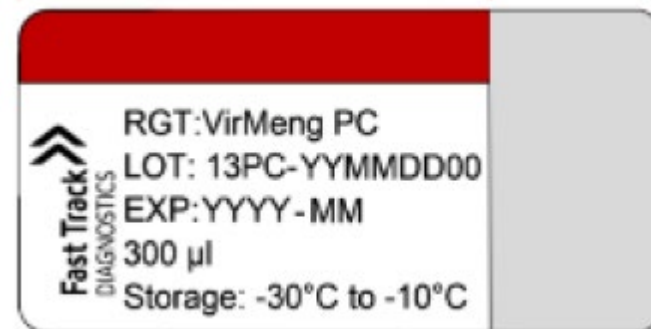 Fast Track
DIAGNOSTICS
RGT:VirMeng PC
LOT: 13PC-YYMMDD00
EXP:YYYY-MM
300 µl
Storage: -30°C to -10°C